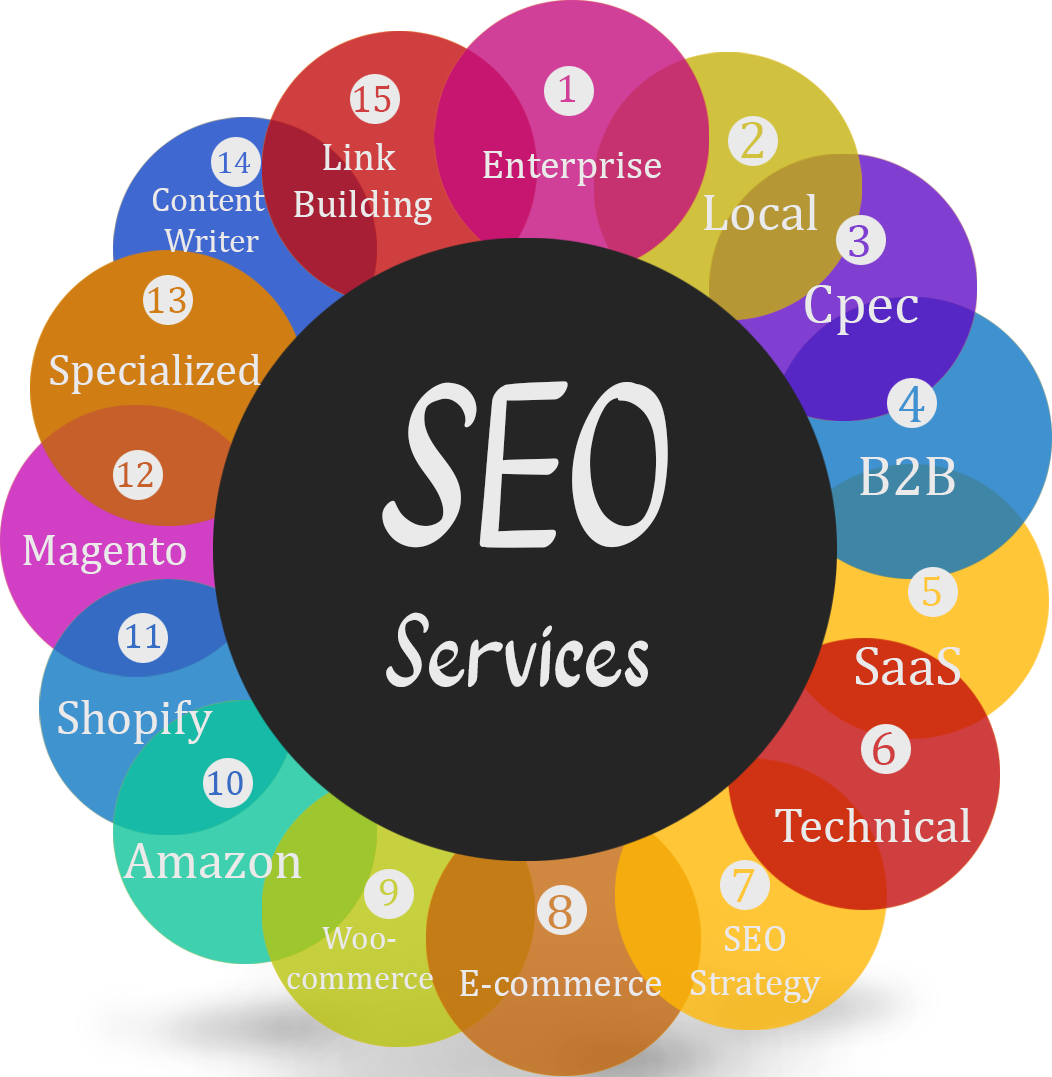 SEO
Services
1
Enterprise
2
Local
3
Cpec
4
B2B
5
SaaS
6
Technical
7
SEO
Strategy
8
E-commerce
9
Woo-
commerce
10
Amazon
11
Shopify
12
Magento
13
Specialized
14
Content
Writer
15
Link
Building